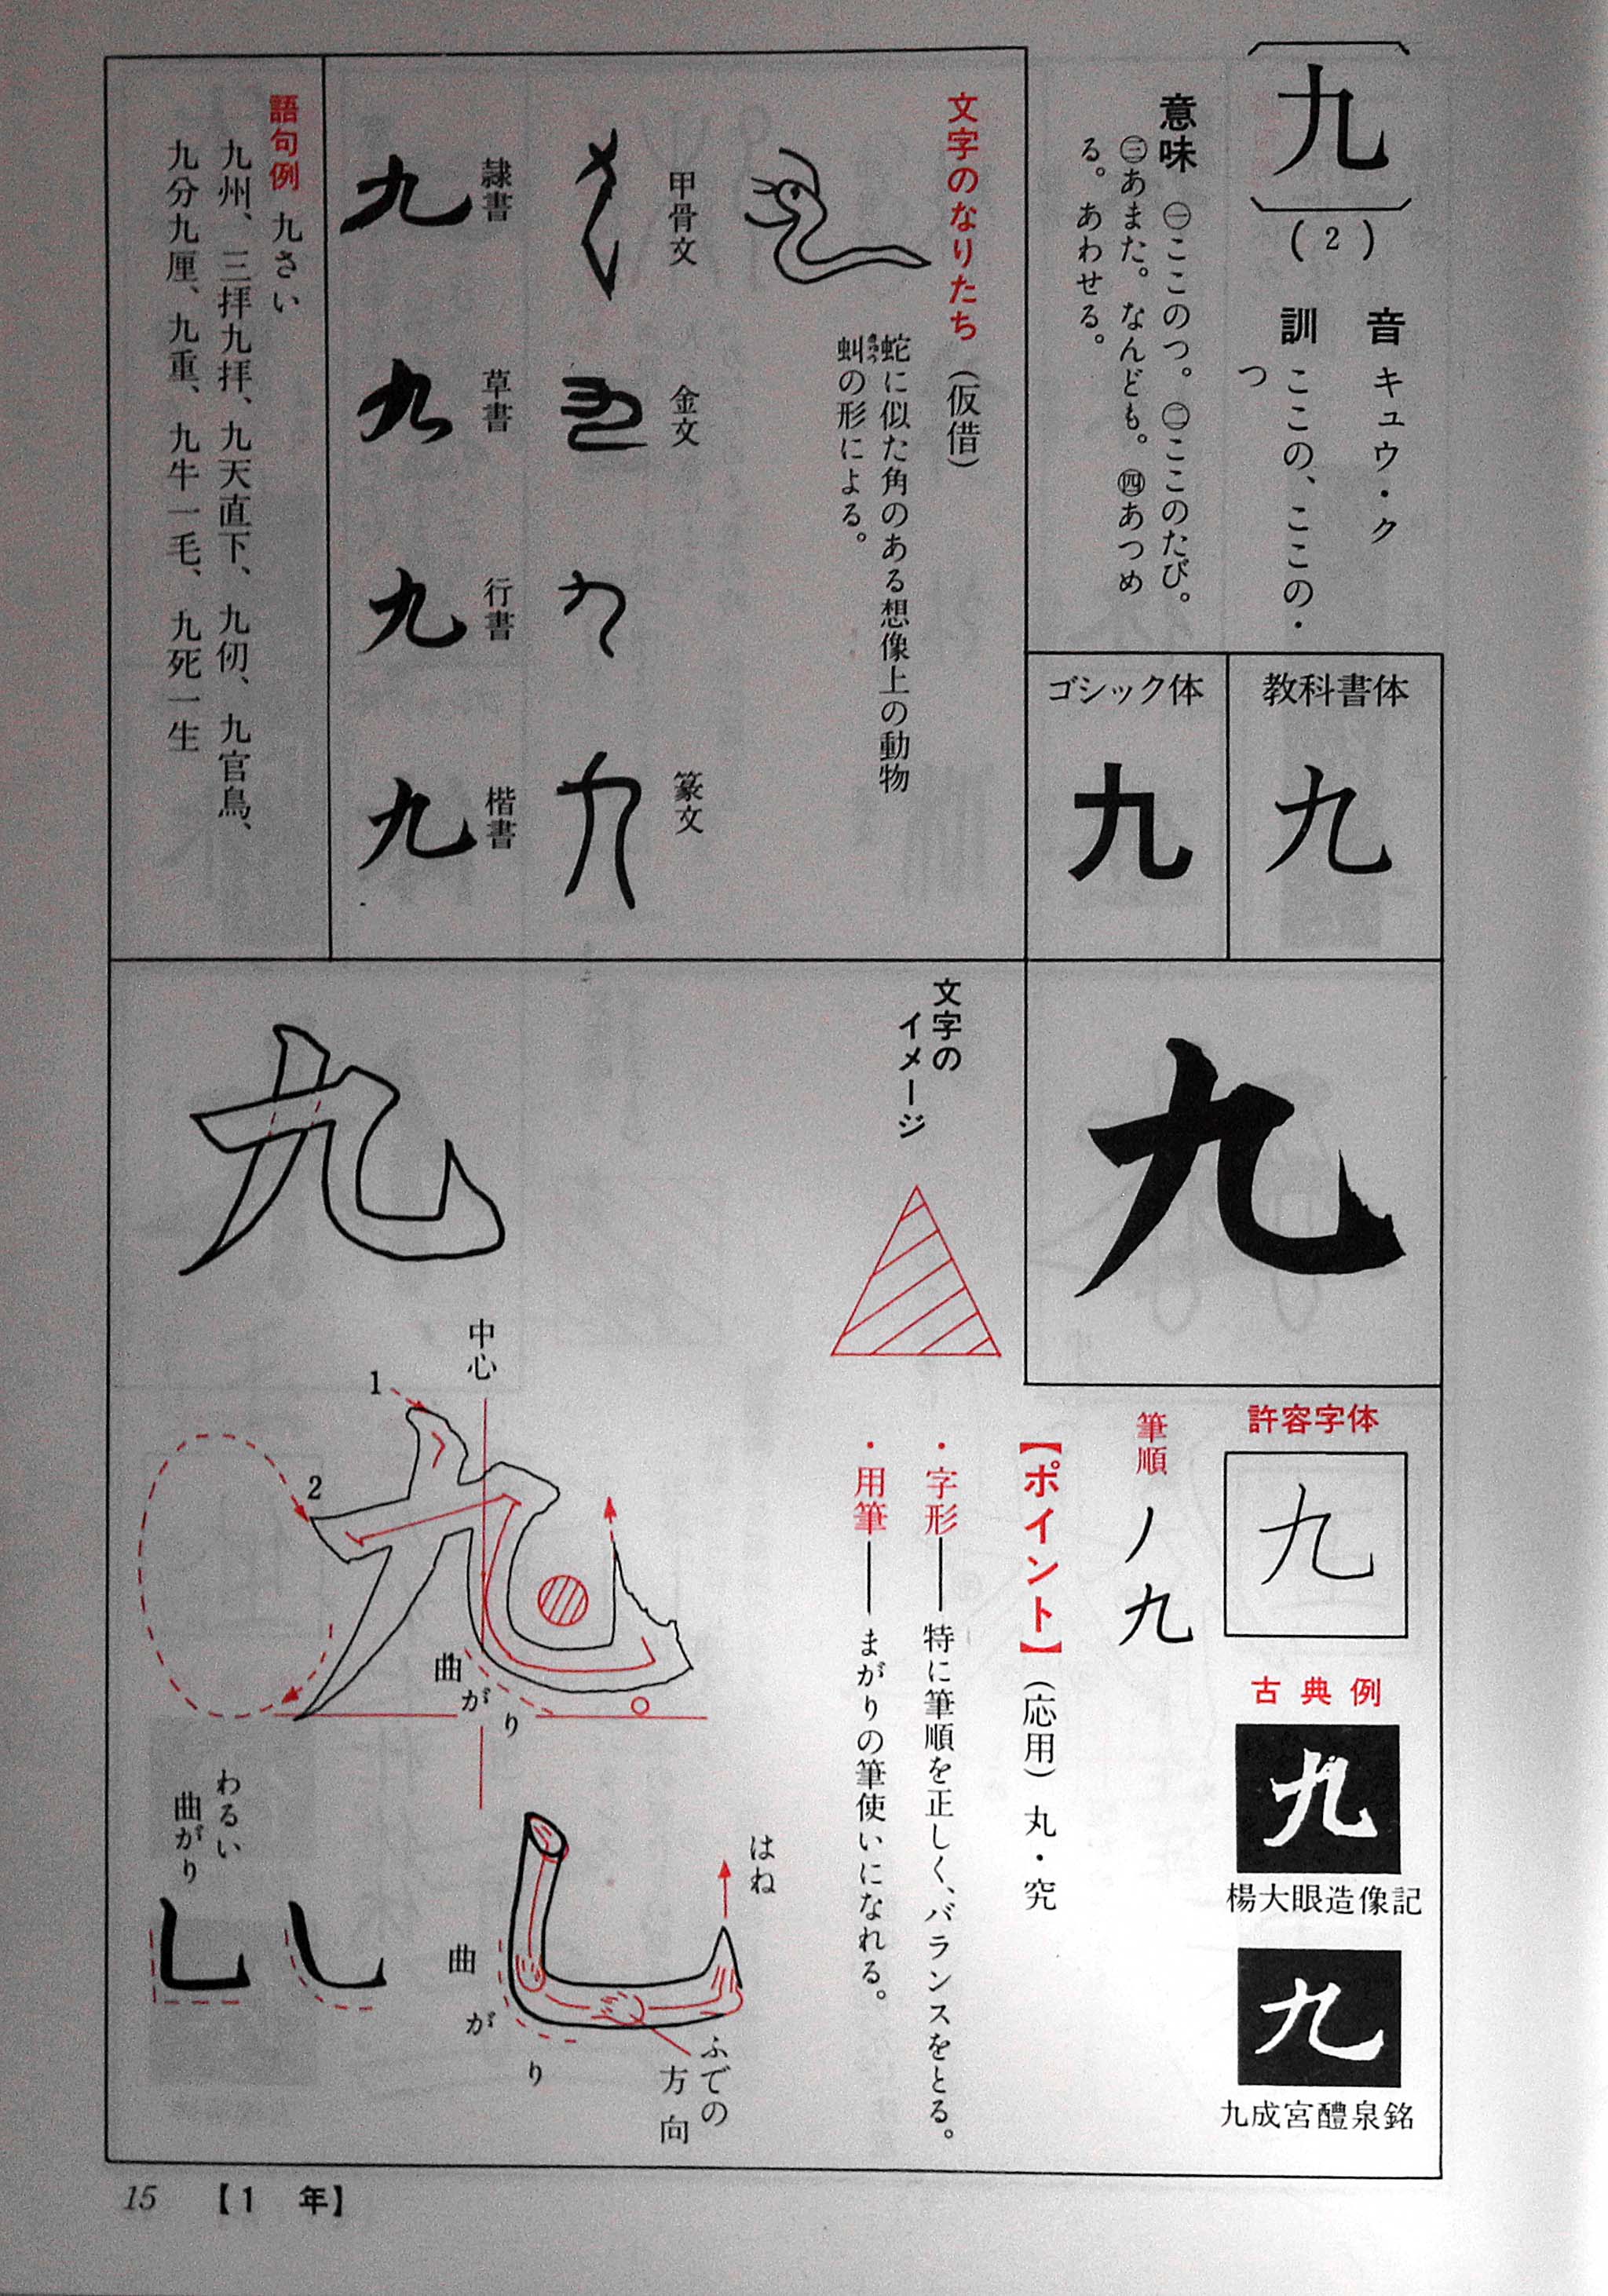 九
(2)
音 キュウ・ク
訓 ここの、ここの・
つ
意味 ㊀ここのつ。㊁ここのたび。
㊂あまた。なんども。㊃あつめ
る。あわせる。
教科書体
九
ゴシック体
九
文字のなりたち（仮借）
蛇に似た角のある想像上の動物
虯の形による。
甲骨文
金文
篆文
隷書
九
草書
九
行書
九
楷書
九
語句例 九さい
九州、三拝九拝、九天直下、九仞、九官鳥、
九分九厘、九重、九牛一毛、九死一生
九
許容字体
九
古典例
九
楊大眼造像記
九
九成宮醴泉銘
筆順 ノ 九
【ポイント】（応用）丸・究
・字形――特に筆順を正しく、バランスをとる。
・用筆――まがりの筆使いになれる。
文字の
イメージ
九
中心
1
2
曲がり
はね
ふでの
方向
曲がり
わるい
曲がり
15 【1 年】